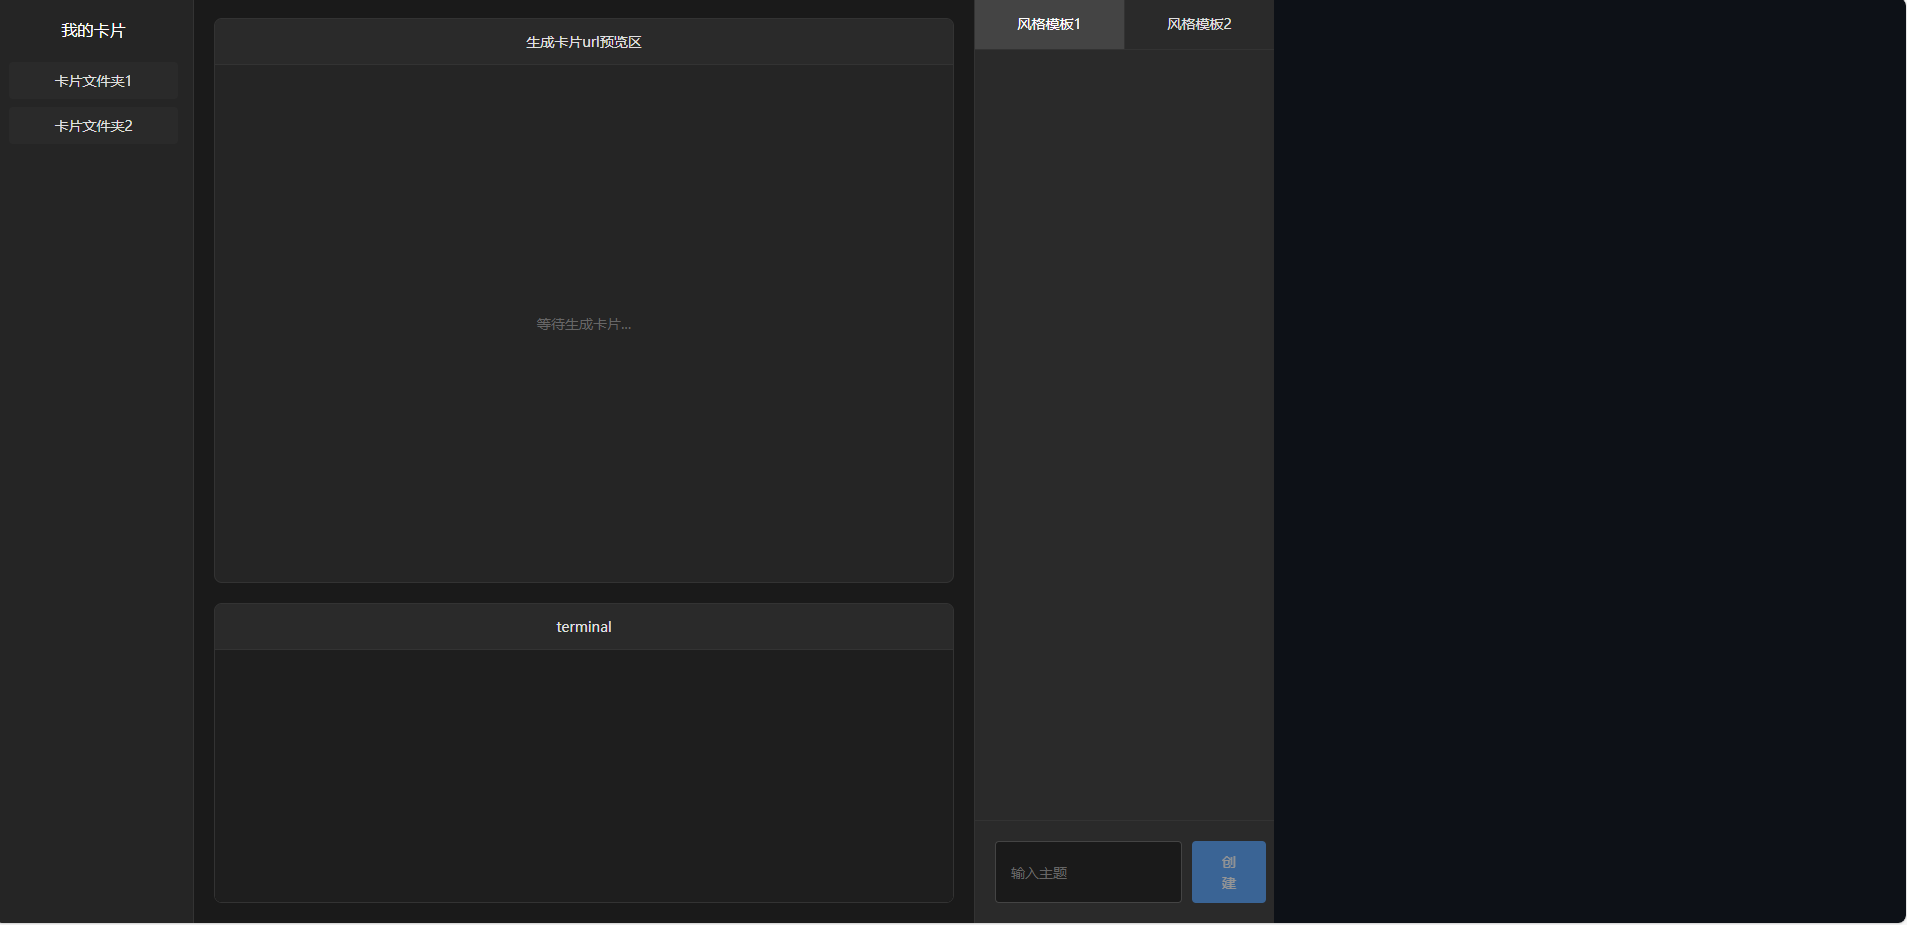 我的卡片
卡片文件夹1
卡片文件夹2
生成卡片url预览区
等待生成卡片...
terminal
风格模板1
风格模板2
输入主题
创
建